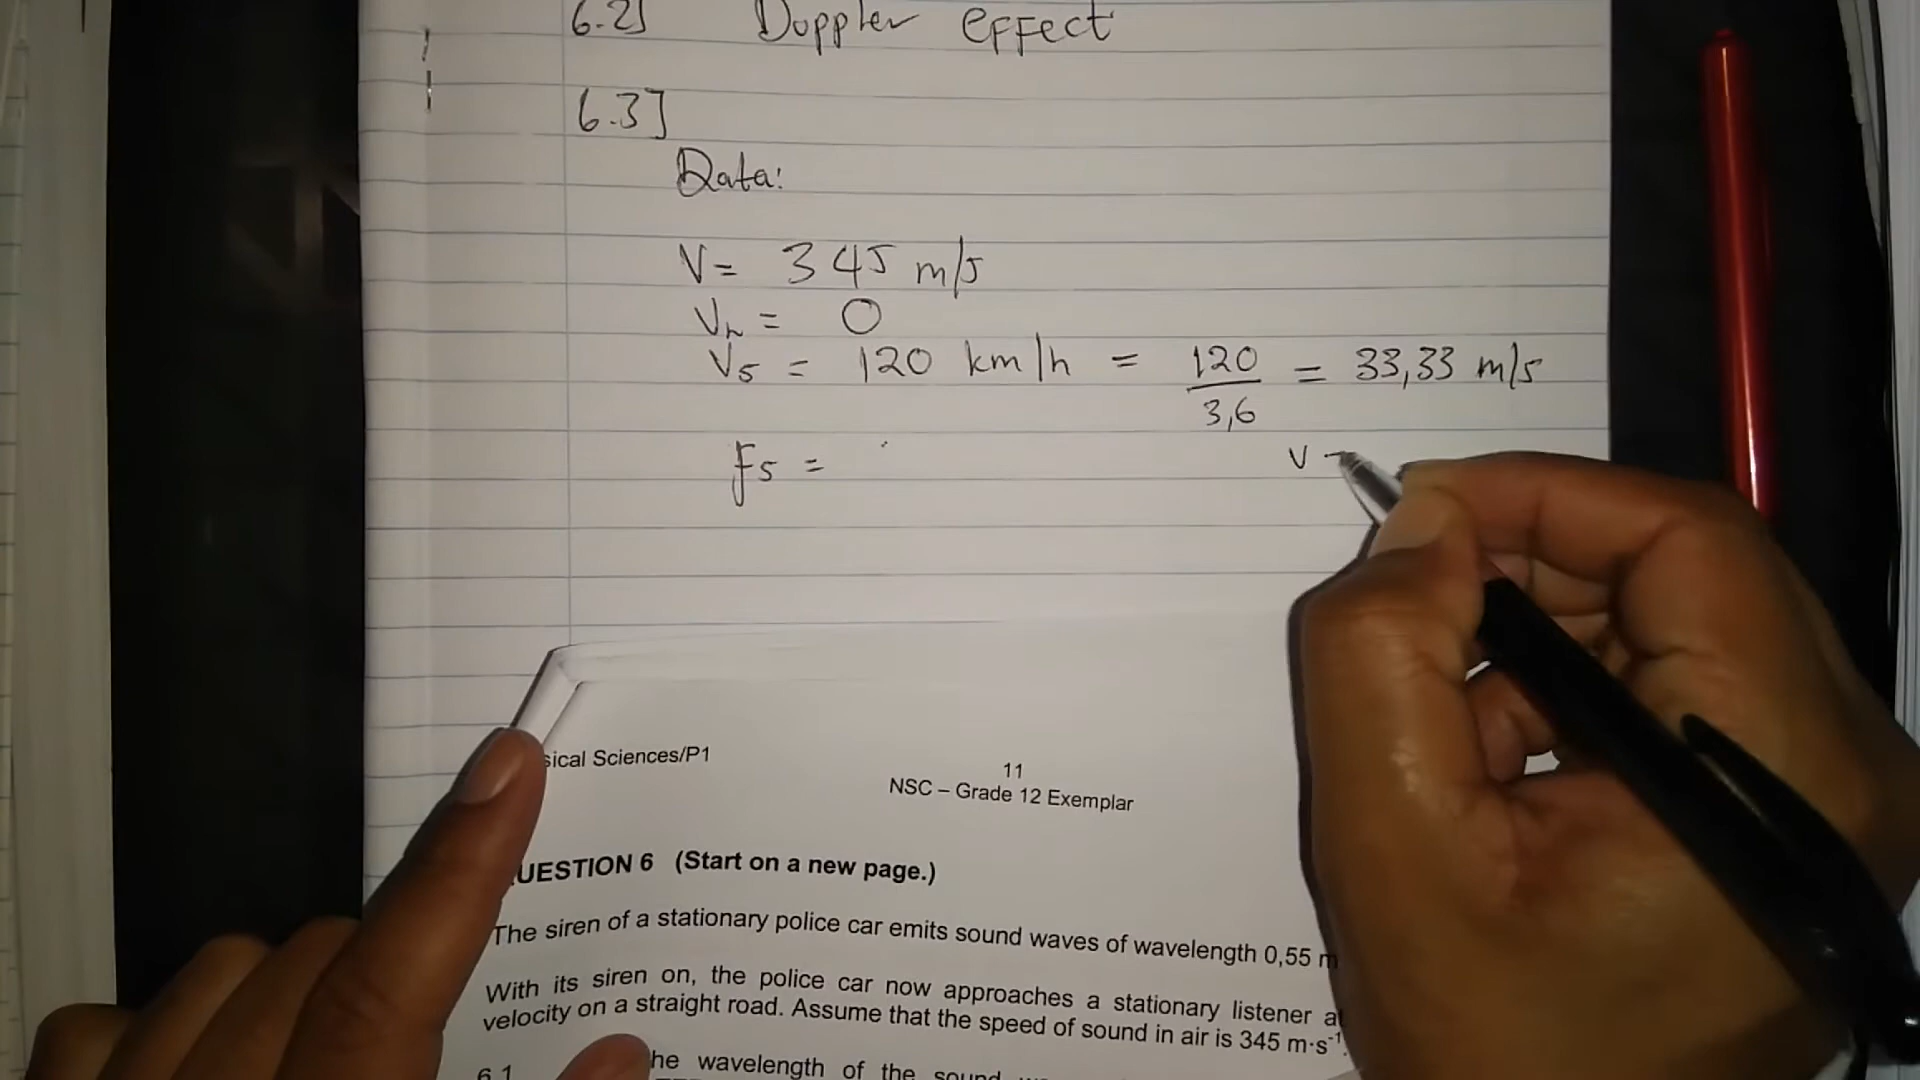 6.2] Doppler effect
6.3]
Data:
V = 345 m/s
VL = 0
Vs = 120 km/h = 120/3,6 = 33,33 m/s
fs =
v
sical Sciences/P1
11
NSC – Grade 12 Exemplar
UESTION 6 (Start on a new page.)
The siren of a stationary police car emits sound waves of wavelength 0,55 m
With its siren on, the police car now approaches a stationary listener at
velocity on a straight road. Assume that the speed of sound in air is 345 m·s⁻¹.
6.1 he wavelength of the sound